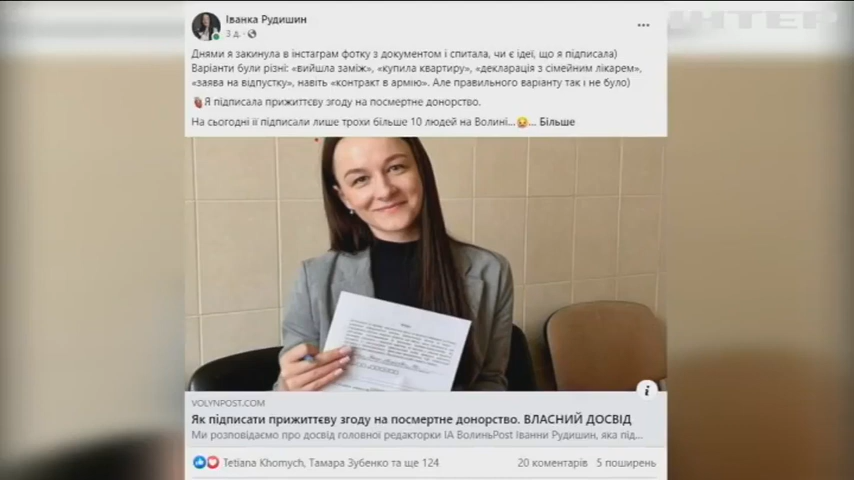 Іванка Рудишин
3 д.
ІНТЕР
Днями я закинула в інстаграм фотку з документом і спитала, чи є ідеї, що я підписала)
Варіанти були різні: «вийшла заміж», «купила квартиру», «декларація з сімейним лікарем»,
«заява на відпустку», навіть «контракт в армію». Але правильного варіанту так і не було)
Я підписала прижиттєву згоду на посмертне донорство.
На сьогодні її підписали лише трохи більше 10 людей на Волині...😖... Більше
VOLYNPOST.COM
Як підписати прижиттєву згоду на посмертне донорство. ВЛАСНИЙ ДОСВІД
Ми розповідаємо про досвід головної редакторки ІА ВолиньPost Іванни Рудишин, яка під...
Tetiana Khomych, Тамара Зубенко та ще 124
20 коментарів 5 поширень